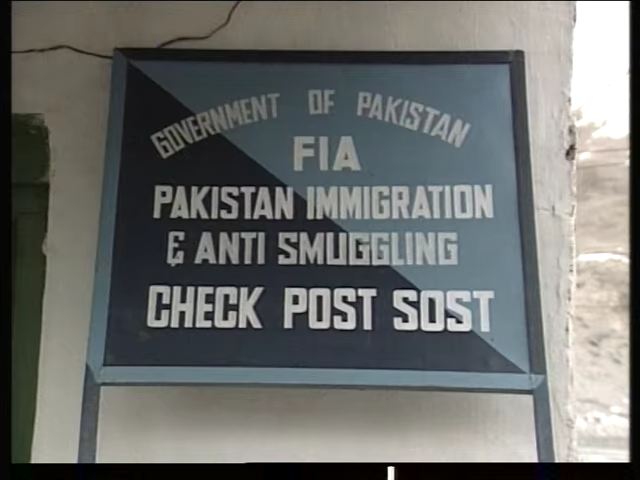 GOVERNMENT OF PAKISTAN
FIA
PAKISTAN IMMIGRATION
& ANTI SMUGGLING
CHECK POST SOST